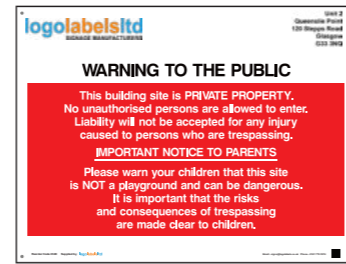 logolabelsltd
SIGNAGE MANUFACTURERS
Unit 2
Queenslie Point
120 Stepps Road
Glasgow
G33 3NQ
WARNING TO THE PUBLIC
This building site is PRIVATE PROPERTY.
No unauthorised persons are allowed to enter.
Liability will not be accepted for any injury
caused to persons who are trespassing.
IMPORTANT NOTICE TO PARENTS
Please warn your children that this site
is NOT a playground and can be dangerous.
It is important that the risks
and consequences of trespassing
are made clear to children.